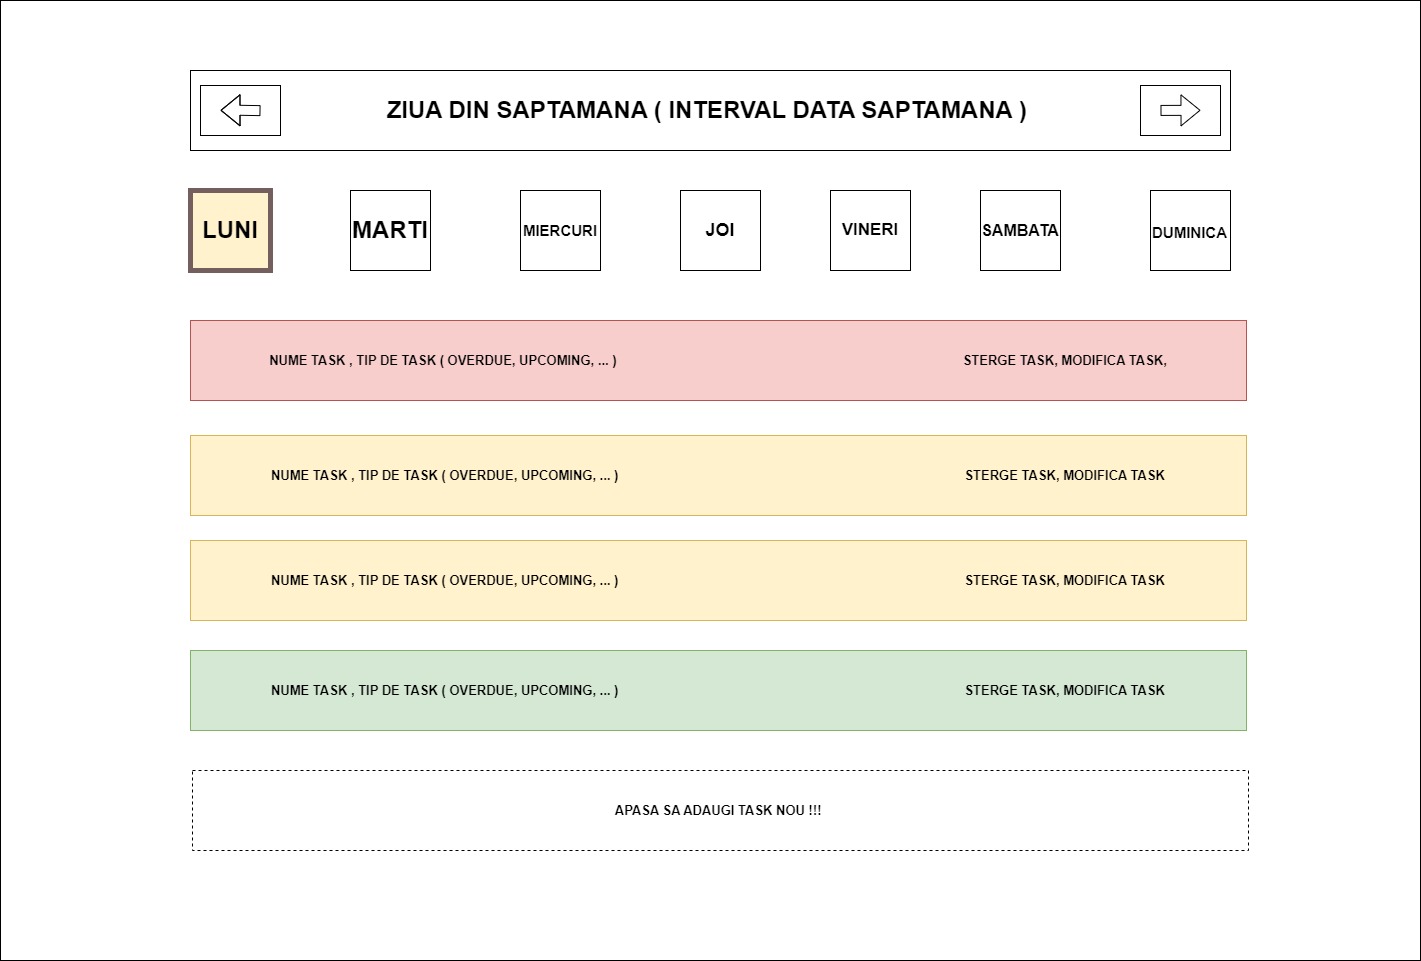 ZIUA DIN SAPTAMANA ( INTERVAL DATA SAPTAMANA )
LUNI
MARTI
MIERCURI
JOI
VINERI
SAMBATA
DUMINICA
NUME TASK , TIP DE TASK ( OVERDUE, UPCOMING, ... )
STERGE TASK, MODIFICA TASK,
NUME TASK , TIP DE TASK ( OVERDUE, UPCOMING, ... )
STERGE TASK, MODIFICA TASK
NUME TASK , TIP DE TASK ( OVERDUE, UPCOMING, ... )
STERGE TASK, MODIFICA TASK
NUME TASK , TIP DE TASK ( OVERDUE, UPCOMING, ... )
STERGE TASK, MODIFICA TASK
APASA SA ADAUGI TASK NOU !!!